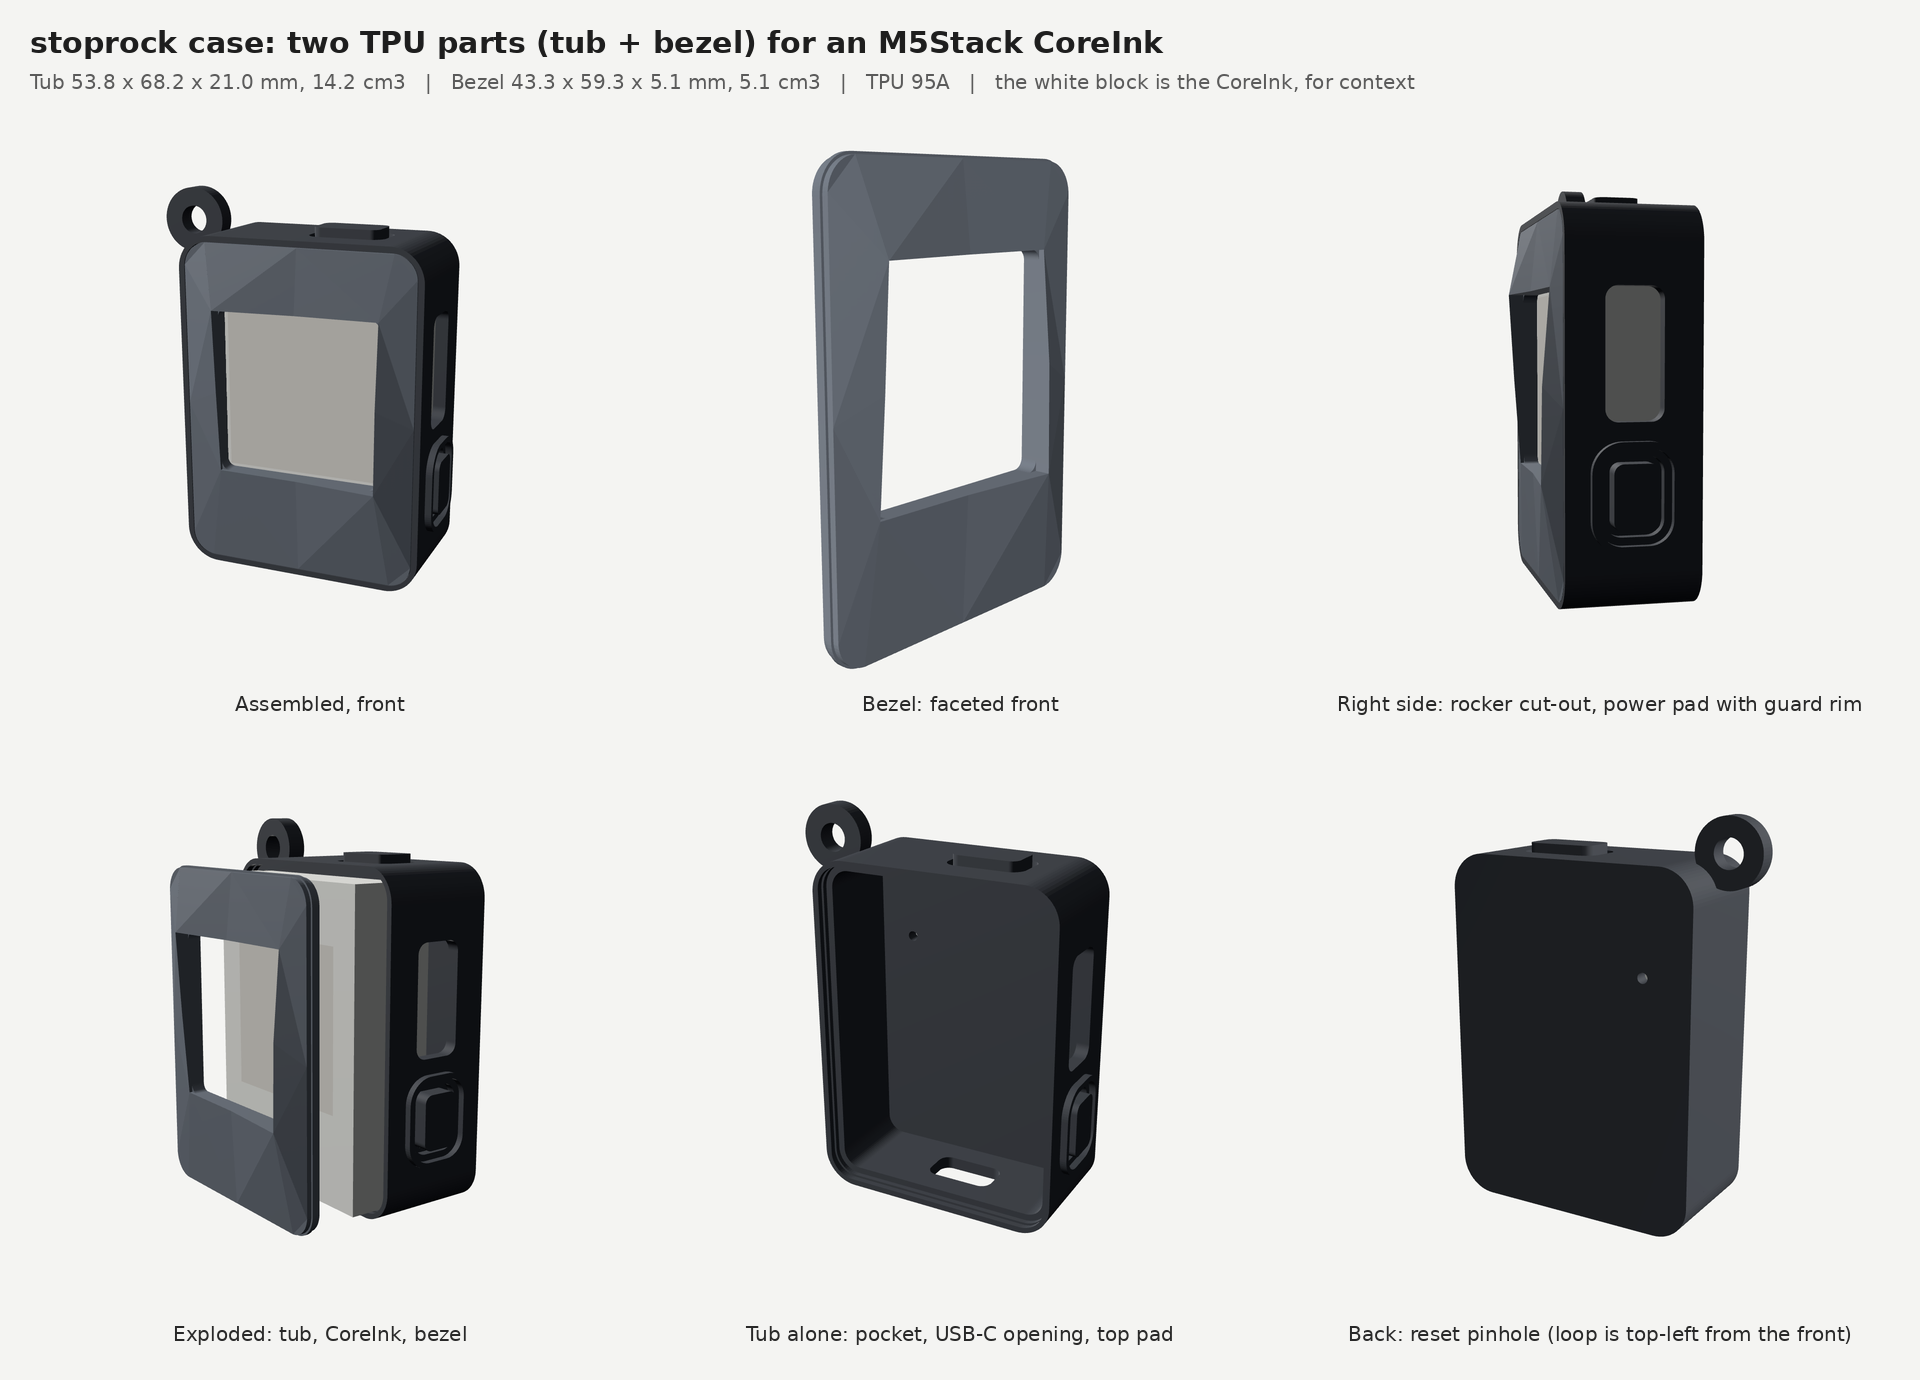 stoprock case: two TPU parts (tub + bezel) for an M5Stack CoreInk
Tub 53.8 x 68.2 x 21.0 mm, 14.2 cm3 | Bezel 43.3 x 59.3 x 5.1 mm, 5.1 cm3 | TPU 95A | the white block is the CoreInk, for context
Assembled, front
Bezel: faceted front
Right side: rocker cut-out, power pad with guard rim
Exploded: tub, CoreInk, bezel
Tub alone: pocket, USB-C opening, top pad
Back: reset pinhole (loop is top-left from the front)